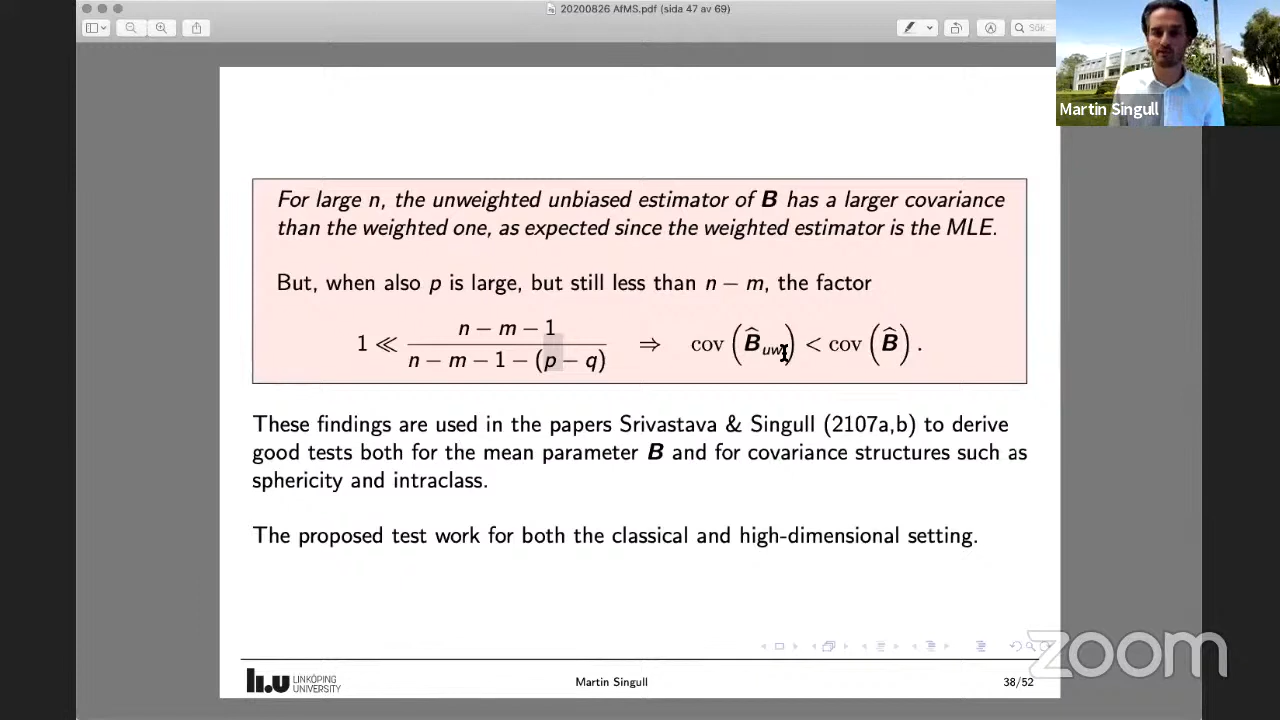 20200826 AfMS.pdf (sida 47 av 69)
Sök
Martin Singull
For large n, the unweighted unbiased estimator of B has a larger covariance
than the weighted one, as expected since the weighted estimator is the MLE.
But, when also p is large, but still less than n − m, the factor
1 ≪ (n − m − 1) / (n − m − 1 − (p − q)) ⇒ cov(B̂uw) < cov(B̂).
These findings are used in the papers Srivastava & Singull (2107a,b) to derive
good tests both for the mean parameter B and for covariance structures such as
sphericity and intraclass.
The proposed test work for both the classical and high-dimensional setting.
zoom
LINKÖPING
UNIVERSITY
Martin Singull
38/52